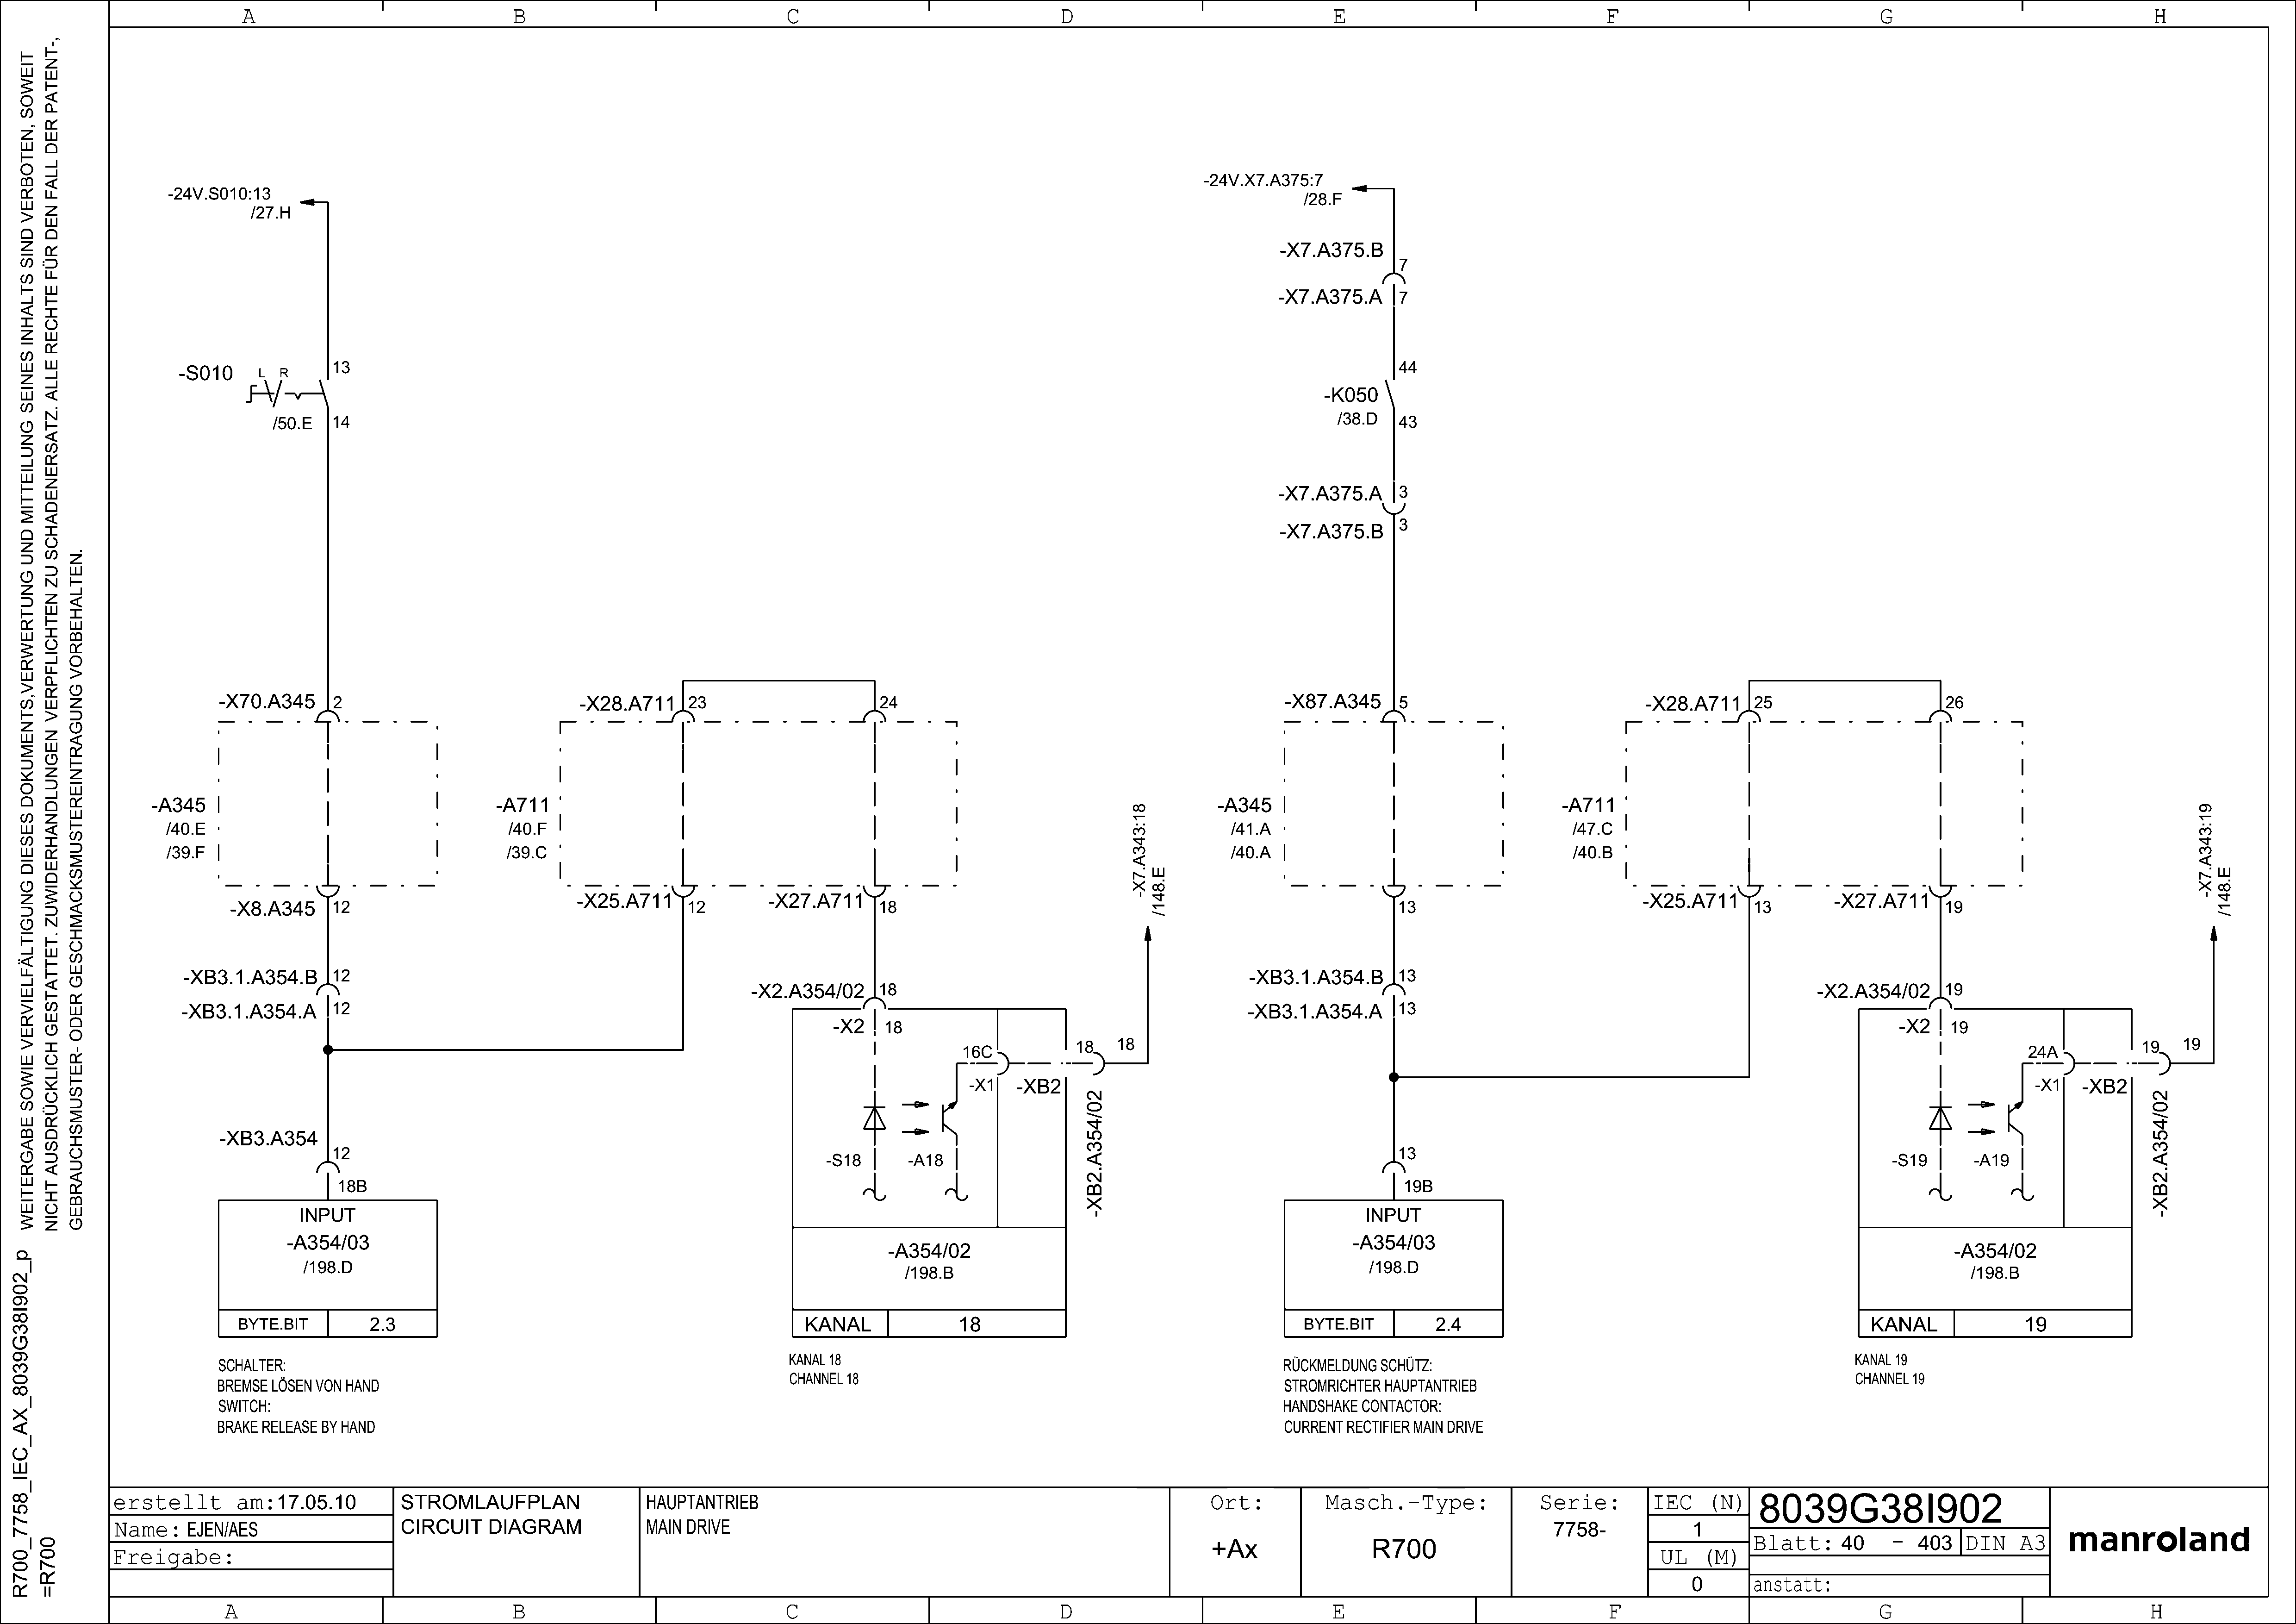 A B C D E F G H
WEITERGABE SOWIE VERVIELFÄLTIGUNG DIESES DOKUMENTS,VERWERTUNG UND MITTEILUNG SEINES INHALTS SIND VERBOTEN, SOWEIT
NICHT AUSDRÜCKLICH GESTATTET. ZUWIDERHANDLUNGEN VERPFLICHTEN ZU SCHADENERSATZ. ALLE RECHTE FÜR DEN FALL DER PATENT-,
GEBRAUCHSMUSTER- ODER GESCHMACKSMUSTEREINTRAGUNG VORBEHALTEN.
R700_7758_IEC_AX_8039G38I902_p
=R700
-24V.S010:13
/27.H
-S010 L R 13
/50.E 14
-X70.A345 2
-A345
/40.E
/39.F
-X8.A345 12
-XB3.1.A354.B 12
-XB3.1.A354.A 12
-XB3.A354
12
18B
INPUT
-A354/03
/198.D
BYTE.BIT 2.3
SCHALTER:
BREMSE LÖSEN VON HAND
SWITCH:
BRAKE RELEASE BY HAND
-X28.A711 23 24
-A711
/40.F
/39.C
-X25.A711 12 -X27.A711 18
-X2.A354/02 18
-X2 18
16C 18 18
-X1 -XB2
-S18 -A18
-XB2.A354/02
-X7.A343:18
/148.E
-A354/02
/198.B
KANAL 18
KANAL 18
CHANNEL 18
-24V.X7.A375:7
/28.F
-X7.A375.B 7
-X7.A375.A 7
44
-K050
/38.D 43
-X7.A375.A 3
-X7.A375.B 3
-X87.A345 5
-A345
/41.A
/40.A
13
-XB3.1.A354.B 13
-XB3.1.A354.A 13
13
19B
INPUT
-A354/03
/198.D
BYTE.BIT 2.4
RÜCKMELDUNG SCHÜTZ:
STROMRICHTER HAUPTANTRIEB
HANDSHAKE CONTACTOR:
CURRENT RECTIFIER MAIN DRIVE
-X28.A711 25 26
-A711
/47.C
/40.B
-X25.A711 13 -X27.A711 19
-X2.A354/02 19
-X2 19
24A 19 19
-X1 -XB2
-S19 -A19
-XB2.A354/02
-X7.A343:19
/148.E
-A354/02
/198.B
KANAL 19
KANAL 19
CHANNEL 19
erstellt am:17.05.10
Name: EJEN/AES
Freigabe:
STROMLAUFPLAN
CIRCUIT DIAGRAM
HAUPTANTRIEB
MAIN DRIVE
Ort:
+Ax
Masch.-Type:
R700
Serie:
7758-
IEC (N)
1
UL (M)
0
8039G38I902
Blatt: 40 - 403 DIN A3
anstatt:
manroland
A B C D E F G H